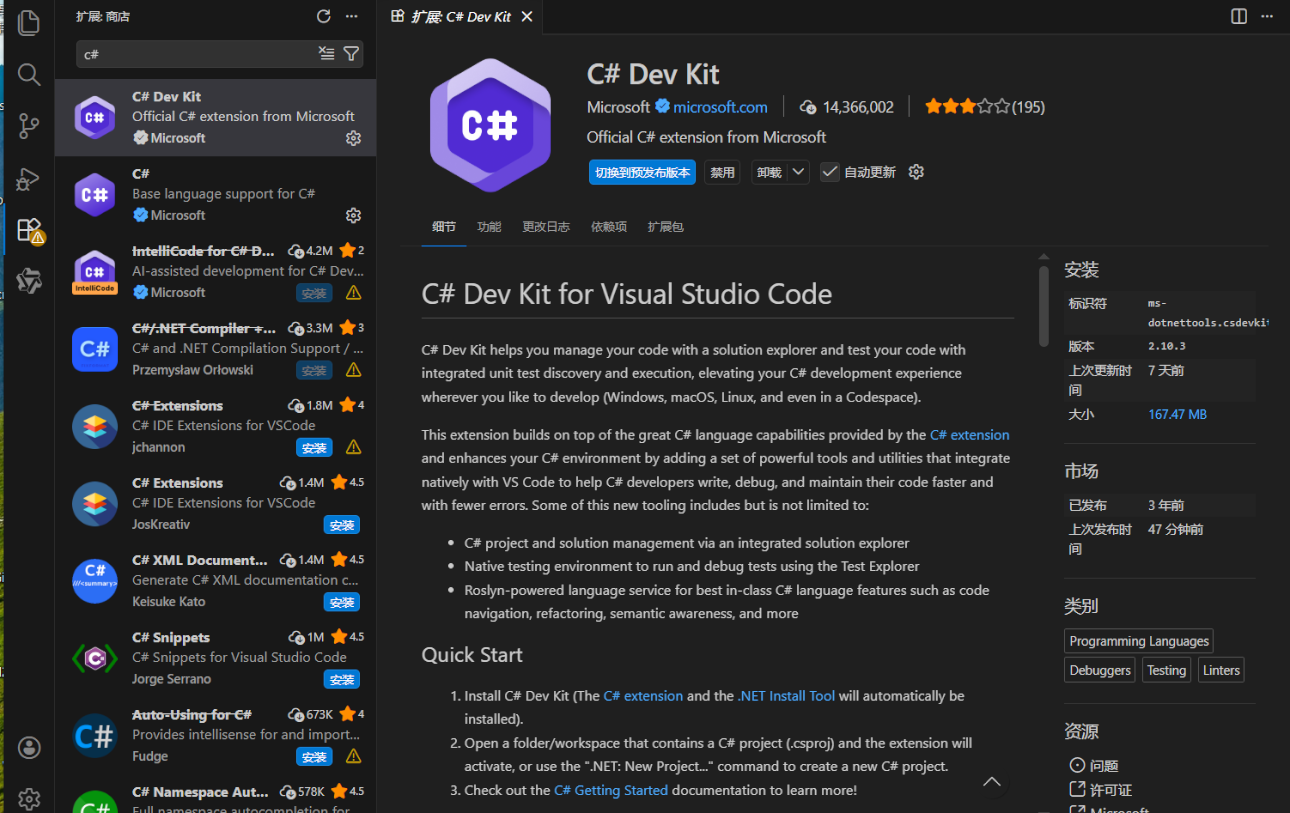 扩展: 商店
c#
C# Dev Kit
Official C# extension from Microsoft
Microsoft
C#
Base language support for C#
Microsoft
IntelliCode for C# D... 4.2M 2
AI-assisted development for C# Dev...
Microsoft 安装
C#/.NET Compiler +... 3.3M 3
C# and .NET Compilation Support / ...
Przemysław Orłowski 安装
C# Extensions 1.8M 4
C# IDE Extensions for VSCode
jchannon 安装
C# Extensions 1.4M 4.5
C# IDE Extensions for VSCode
JosKreativ 安装
C# XML Document... 1.4M 4.5
Generate C# XML documentation c...
Keisuke Kato 安装
C# Snippets 1M 4.5
C# Snippets for Visual Studio Code
Jorge Serrano 安装
Auto-Using for C# 673K 4
Provides intellisense for and import...
Fudge 安装
C# Namespace Aut... 578K 4.5
Full namespace autocompletion for
扩展: C# Dev Kit
C#
C# Dev Kit
Microsoft microsoft.com 14,366,002 (195)
Official C# extension from Microsoft
切换到预发布版本 禁用 卸载 自动更新
细节 功能 更改日志 依赖项 扩展包
C# Dev Kit for Visual Studio Code
C# Dev Kit helps you manage your code with a solution explorer and test your code with
integrated unit test discovery and execution, elevating your C# development experience
wherever you like to develop (Windows, macOS, Linux, and even in a Codespace).
This extension builds on top of the great C# language capabilities provided by the C# extension
and enhances your C# environment by adding a set of powerful tools and utilities that integrate
natively with VS Code to help C# developers write, debug, and maintain their code faster and
with fewer errors. Some of this new tooling includes but is not limited to:
• C# project and solution management via an integrated solution explorer
• Native testing environment to run and debug tests using the Test Explorer
• Roslyn-powered language service for best in-class C# language features such as code
navigation, refactoring, semantic awareness, and more
Quick Start
1. Install C# Dev Kit (The C# extension and the .NET Install Tool will automatically be
installed).
2. Open a folder/workspace that contains a C# project (.csproj) and the extension will
activate, or use the ".NET: New Project..." command to create a new C# project.
3. Check out the C# Getting Started documentation to learn more!
安装
标识符 ms-
dotnettools.csdevkit
版本 2.10.3
上次更新时 7 天前
间
大小 167.47 MB
市场
已发布 3 年前
上次发布时 47 分钟前
间
类别
Programming Languages
Debuggers Testing Linters
资源
问题
许可证
Microsoft